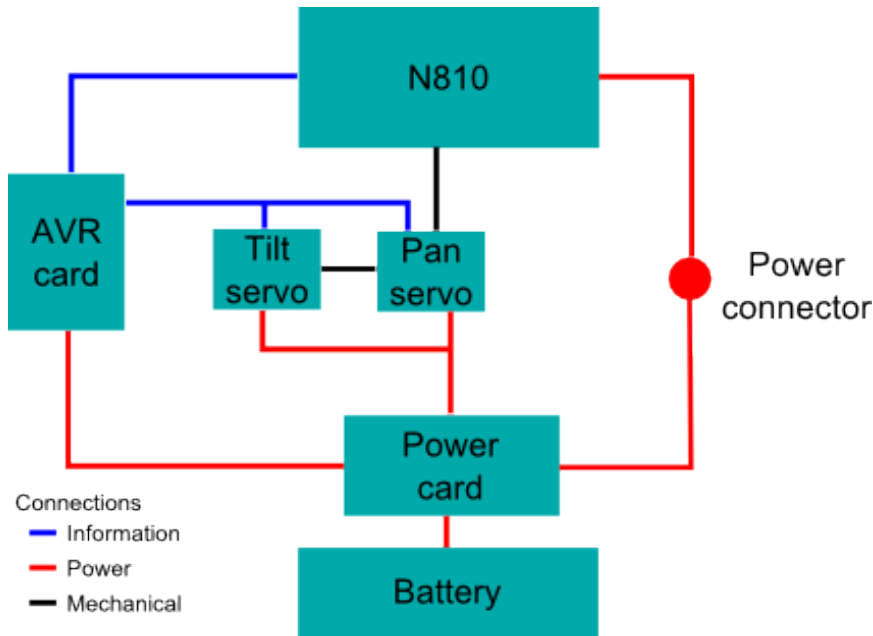 N810
AVR
card
Tilt
servo
Pan
servo
Power
connector
Power
card
Connections
Information
Power
Mechanical
Battery